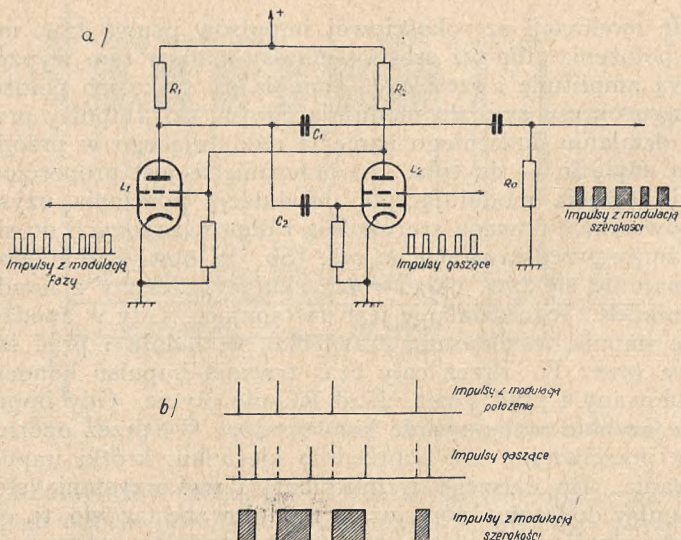 a/
+
R₁
R₂
C₁
L₁
L₂
C₂
R₀
Impulsy z modulacją
szerokości
Impulsy z modulacją
fazy
Impulsy gaszące
b/
Impulsy z modulacją
położenia
Impulsy gaszące
Impulsy z modulacją
szerokości